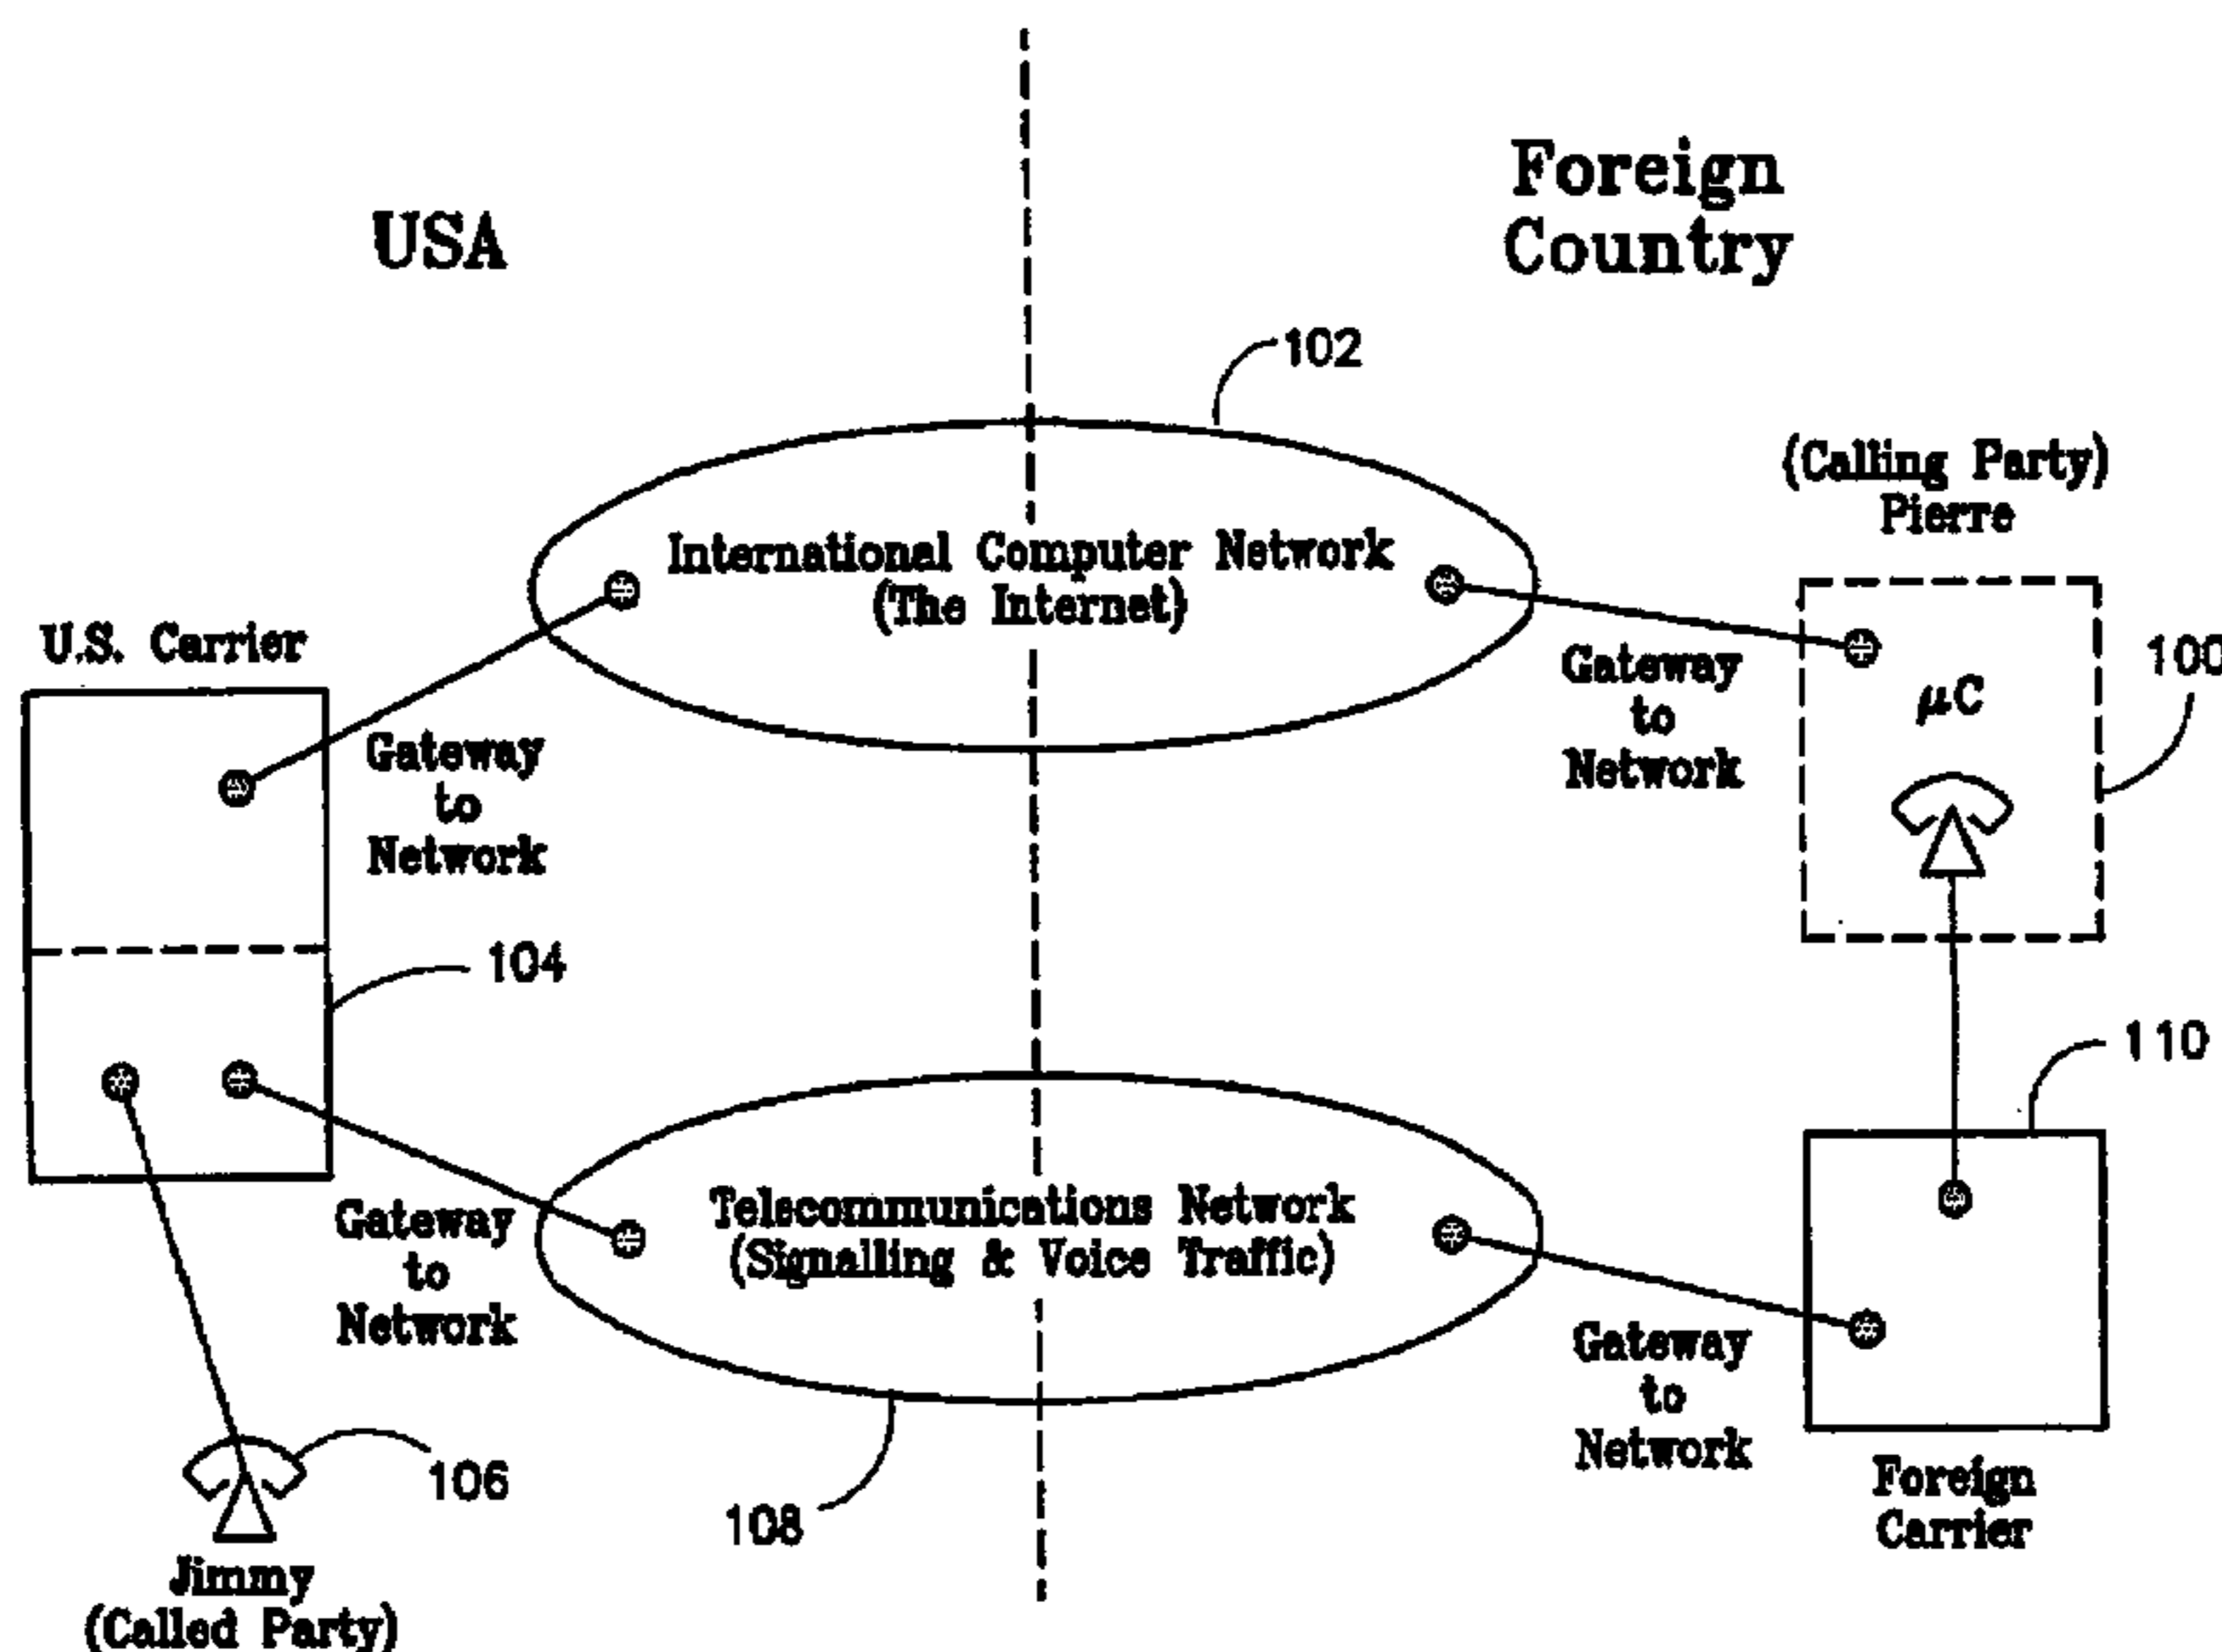 USA
Foreign
Country
102
(Calling Party)
Pierre
International Computer Network
(The Internet)
U.S. Carrier
Gateway
to
Network
100
μC
Gateway
to
Network
104
110
Telecommunications Network
(Signalling & Voice Traffic)
Gateway
to
Network
Gateway
to
Network
106
108
Foreign
Carrier
Jimmy
(Called Party)